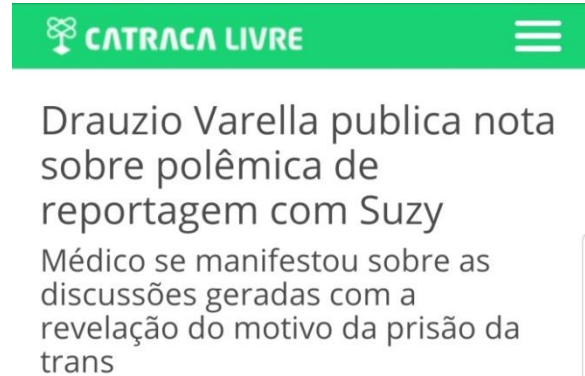 CATRACA LIVRE
Drauzio Varella publica nota
sobre polêmica de
reportagem com Suzy
Médico se manifestou sobre as
discussões geradas com a
revelação do motivo da prisão da
trans